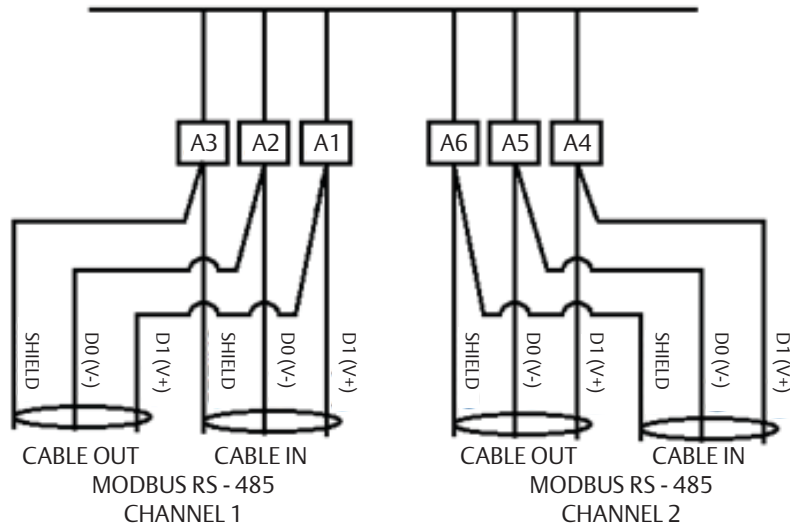 A3 A2 A1 A6 A5 A4
SHIELD
D0 (V-)
D1 (V+)
SHIELD
D0 (V-)
D1 (V+)
SHIELD
D0 (V-)
D1 (V+)
SHIELD
D0 (V-)
D1 (V+)
CABLE OUT CABLE IN
MODBUS RS - 485
CHANNEL 1
CABLE OUT CABLE IN
MODBUS RS - 485
CHANNEL 2